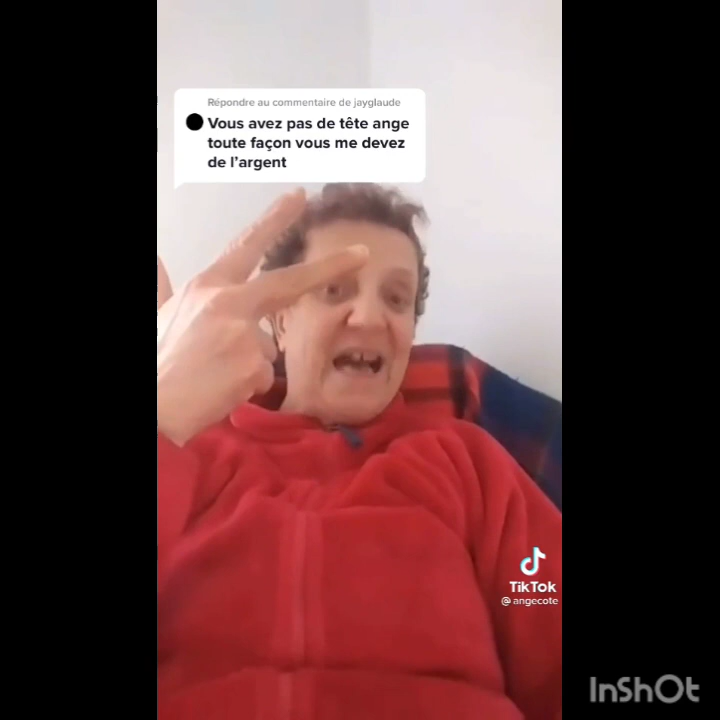 Répondre au commentaire de jayglaude
Vous avez pas de tête ange
toute façon vous me devez
de l’argent
TikTok
@ angecote
InShOt